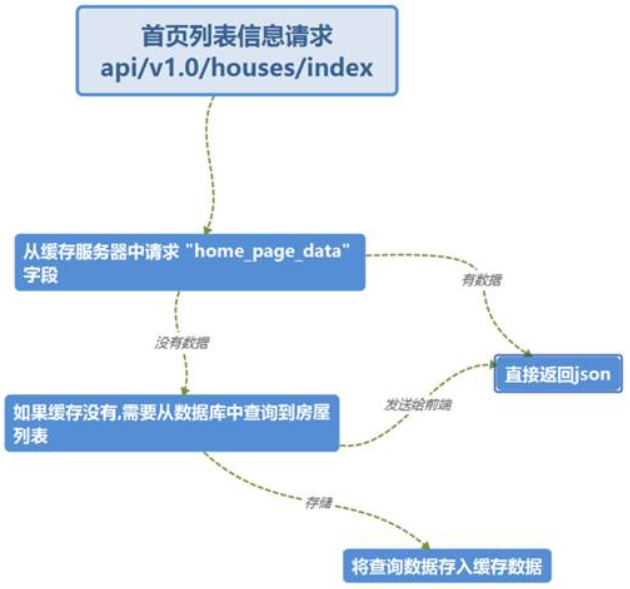 首页列表信息请求
api/v1.0/houses/index
从缓存服务器中请求 "home_page_data"
字段
有数据
没有数据
直接返回json
如果缓存没有,需要从数据库中查询到房屋
列表
发送给前端
存储
将查询数据存入缓存数据